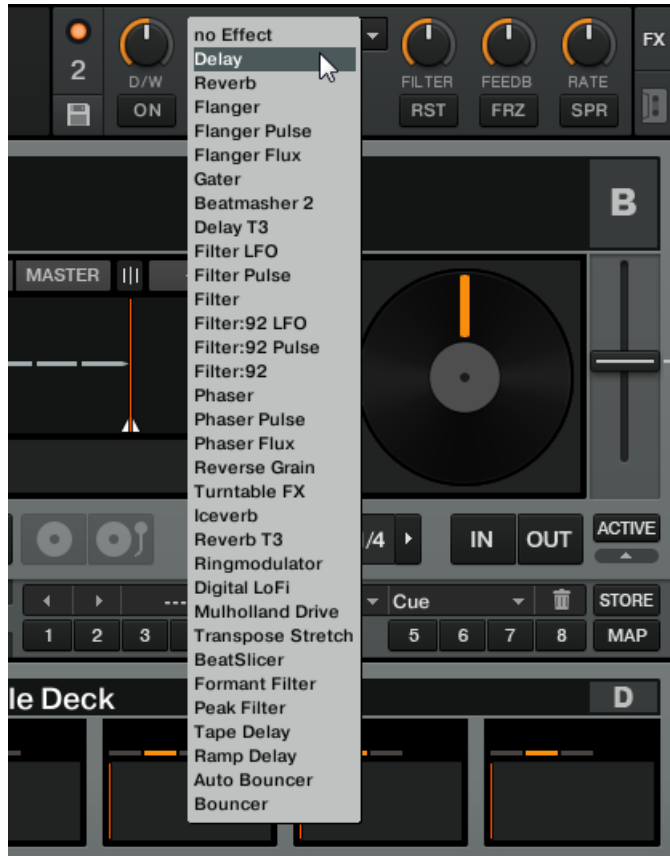 2
D/W
ON
FILTER
FEEDB
RATE
RST
FRZ
SPR
FX
no Effect
Delay
Reverb
Flanger
Flanger Pulse
Flanger Flux
Gater
Beatmasher 2
Delay T3
Filter LFO
Filter Pulse
Filter
Filter:92 LFO
Filter:92 Pulse
Filter:92
Phaser
Phaser Pulse
Phaser Flux
Reverse Grain
Turntable FX
Iceverb
Reverb T3
Ringmodulator
Digital LoFi
Mulholland Drive
Transpose Stretch
BeatSlicer
Formant Filter
Peak Filter
Tape Delay
Ramp Delay
Auto Bouncer
Bouncer
B
MASTER
/4
IN
OUT
ACTIVE
---
Cue
STORE
1
2
3
5
6
7
8
MAP
le Deck
D